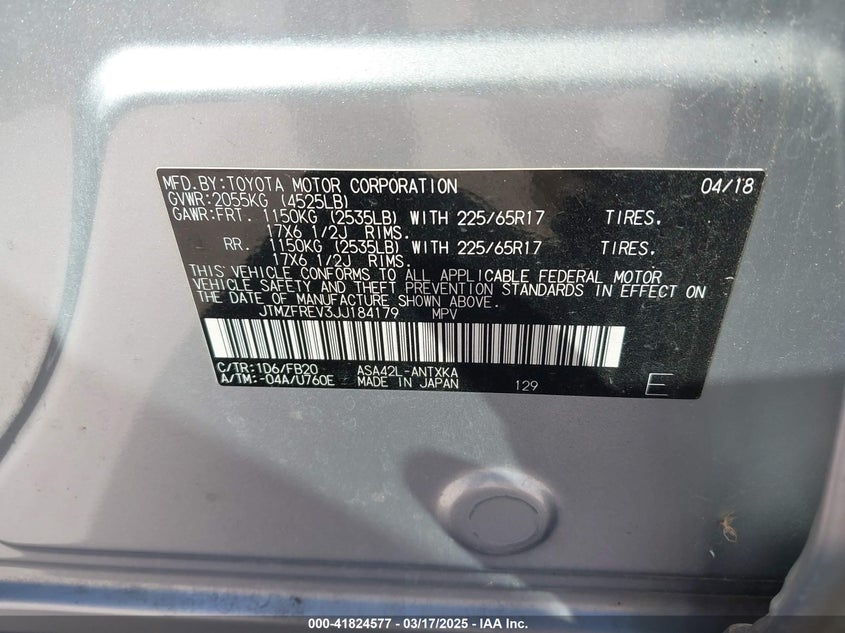 MFD.BY:TOYOTA MOTOR CORPORATION 04/18
GVWR:2055KG (4525LB)
GAWR:FRT. 1150KG (2535LB) WITH 225/65R17 TIRES.
17X6 1/2J RIMS.
RR. 1150KG (2535LB) WITH 225/65R17 TIRES.
17X6 1/2J RIMS.
THIS VEHICLE CONFORMS TO ALL APPLICABLE FEDERAL MOTOR
VEHICLE SAFETY AND THEFT PREVENTION STANDARDS IN EFFECT ON
THE DATE OF MANUFACTURE SHOWN ABOVE.
JTMZFREV3JJ184179 MPV
C/TR:1D6/FB20 ASA42L-ANTXKA
A/TM:-04A/U760E MADE IN JAPAN 129 E
000-41824577 - 03/17/2025 - IAA Inc.